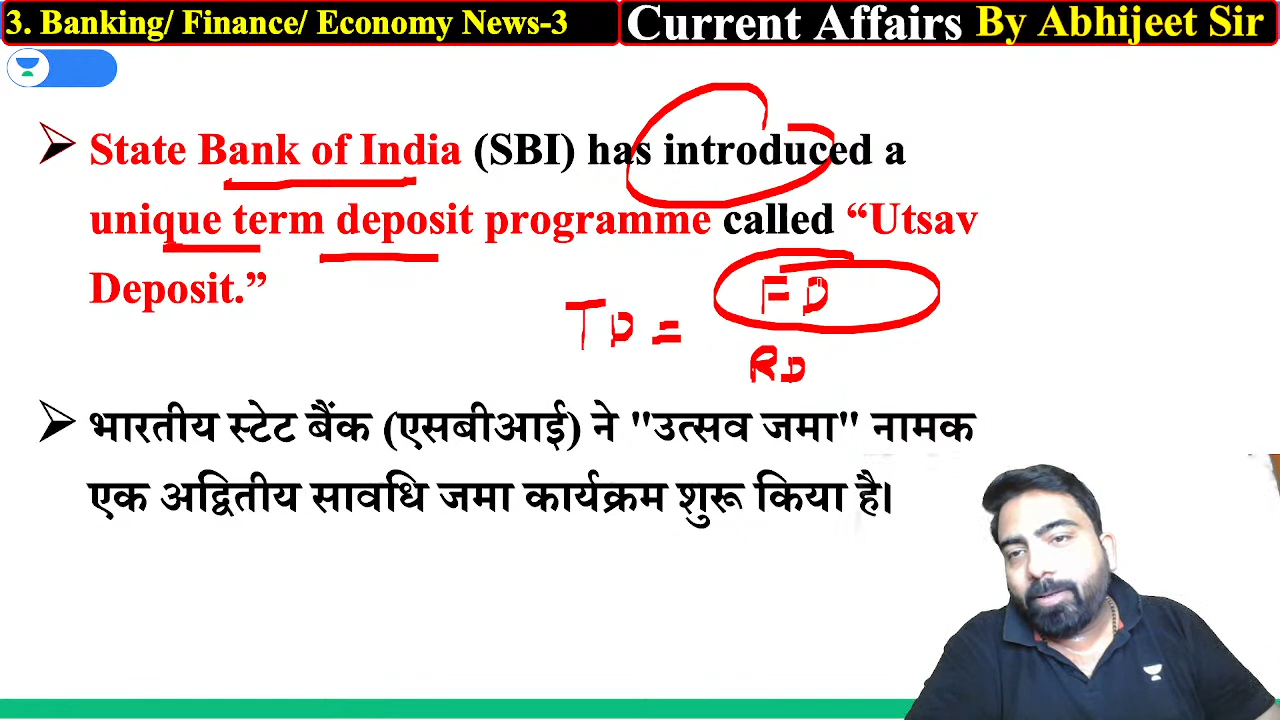 3. Banking/ Finance/ Economy News-3
Current Affairs By Abhijeet Sir
State Bank of India (SBI) has introduced a
unique term deposit programme called “Utsav
Deposit.”
TD = FD
RD
भारतीय स्टेट बैंक (एसबीआई) ने "उत्सव जमा" नामक
एक अद्वितीय सावधि जमा कार्यक्रम शुरू किया है।